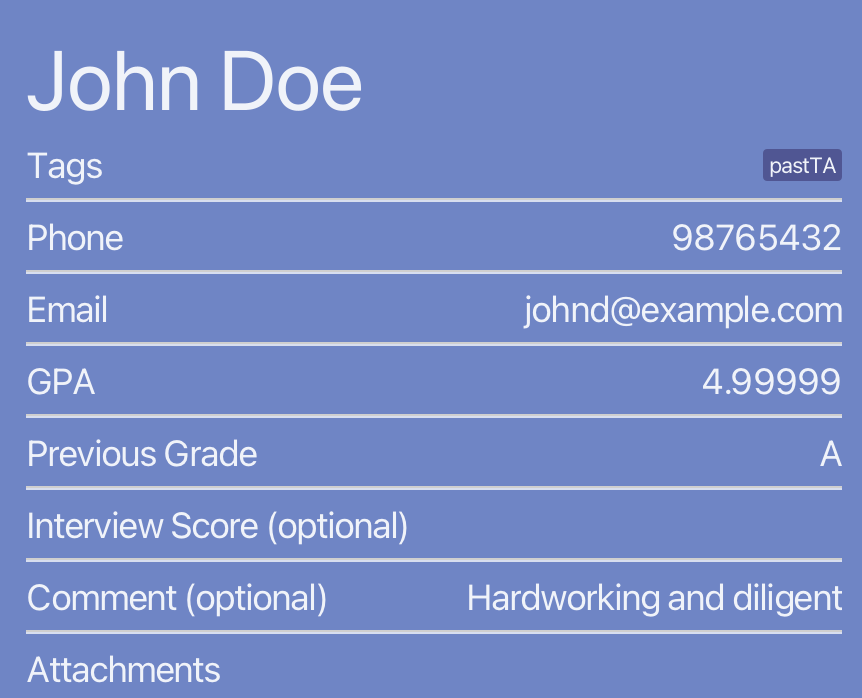 John Doe
Tags pastTA
Phone 98765432
Email johnd@example.com
GPA 4.99999
Previous Grade A
Interview Score (optional)
Comment (optional) Hardworking and diligent
Attachments